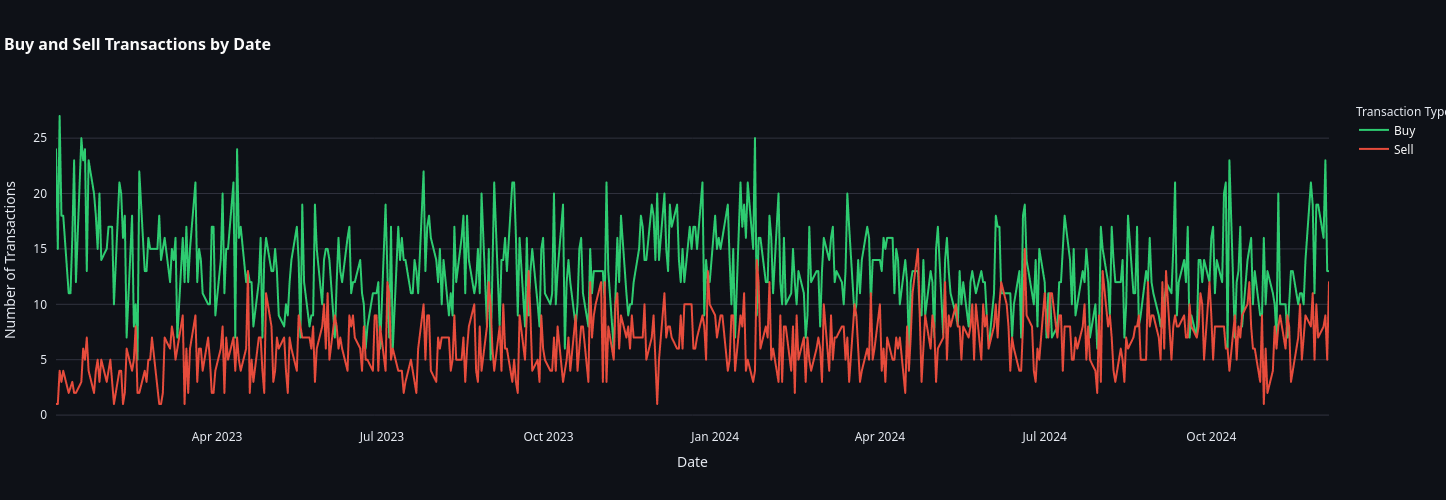 Buy and Sell Transactions by Date
Transaction Type
Buy
Sell
Number of Transactions
25
20
15
10
5
0
Apr 2023
Jul 2023
Oct 2023
Jan 2024
Apr 2024
Jul 2024
Oct 2024
Date